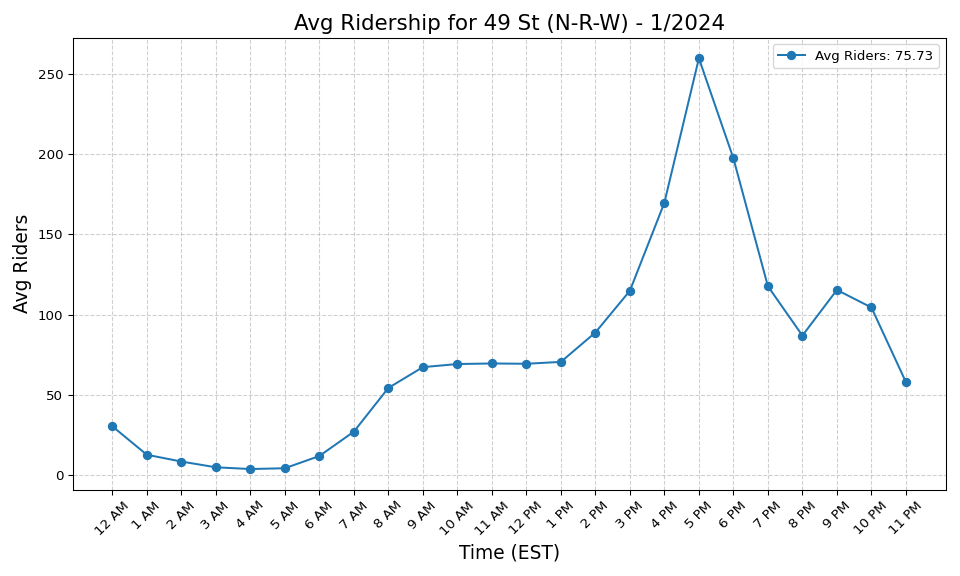 Avg Ridership for 49 St (N-R-W) - 1/2024
Avg Riders: 75.73
Avg Riders
250
200
150
100
50
0
12 AM
1 AM
2 AM
3 AM
4 AM
5 AM
6 AM
7 AM
8 AM
9 AM
10 AM
11 AM
12 PM
1 PM
2 PM
3 PM
4 PM
5 PM
6 PM
7 PM
8 PM
9 PM
10 PM
11 PM
Time (EST)